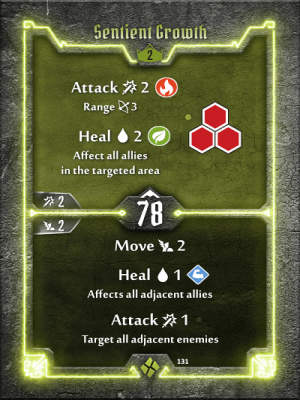 Sentient Growth
2
Attack 2
Range 3
Heal 2
Affect all allies
in the targeted area
2
78
2
Move 2
Heal 1
Affects all adjacent allies
Attack 1
Target all adjacent enemies
131